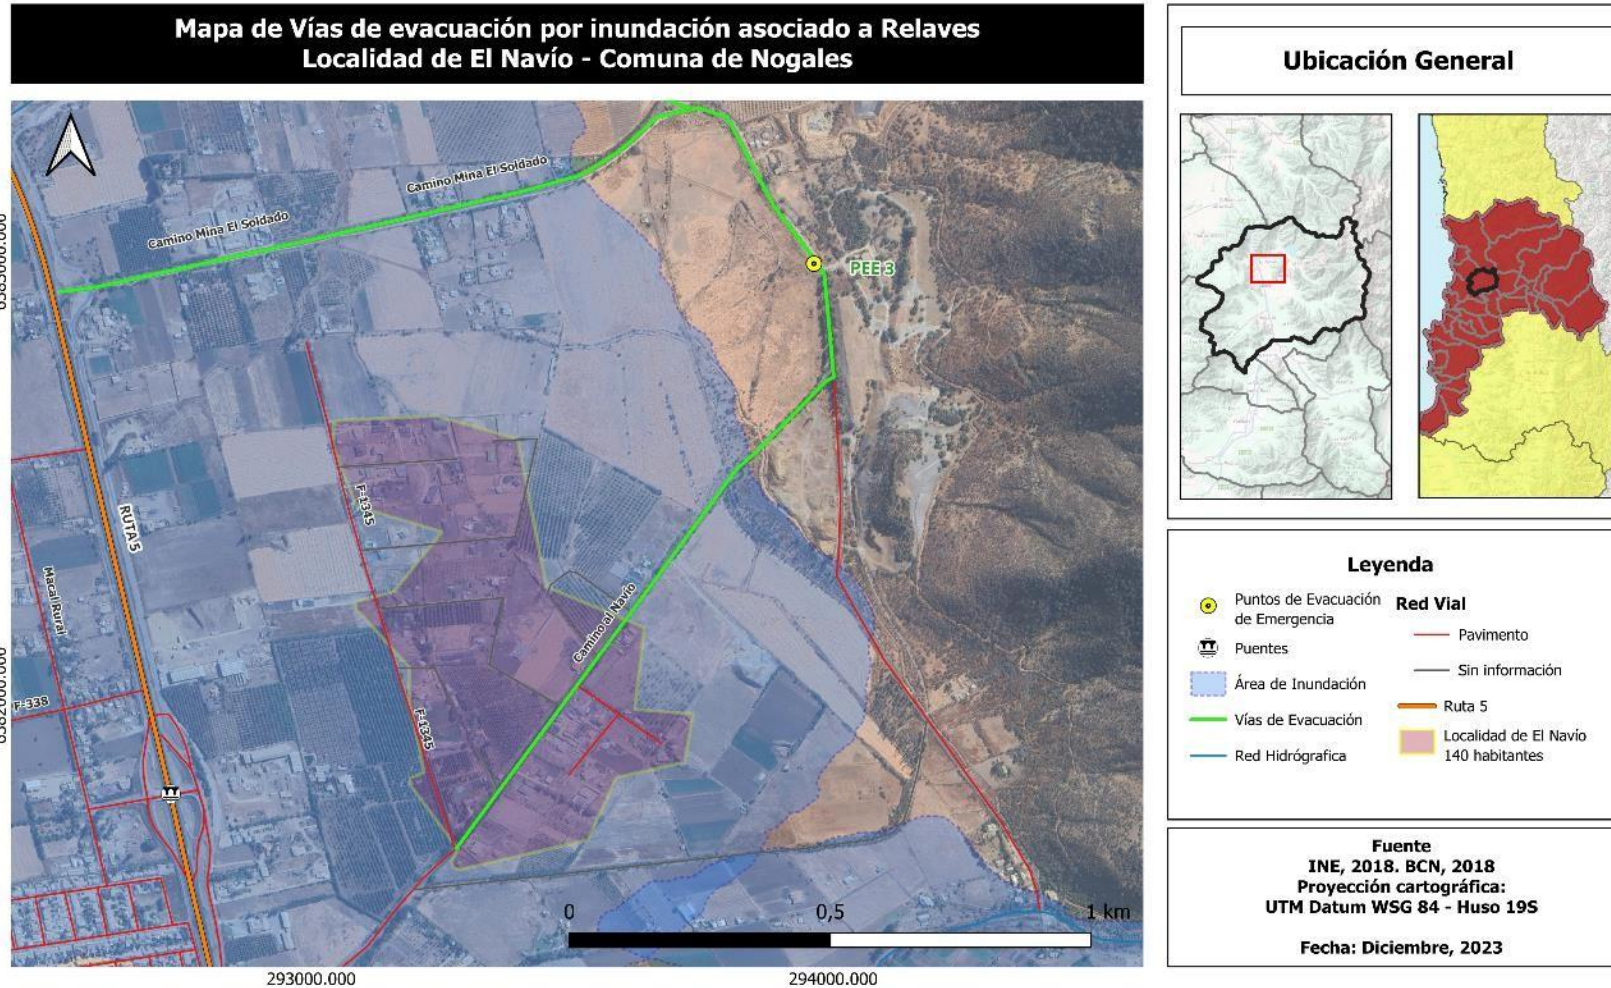 Mapa de Vías de evacuación por inundación asociado a Relaves
Localidad de El Navío - Comuna de Nogales
Camino Mina El Soldado
Camino Mina El Soldado
PEE 3
F-1345
RUTA 5
Macal Rural
Camino al Navío
F-338
F-1345
0
0,5
1 km
293000.000
294000.000
Ubicación General
Leyenda
Puntos de Evacuación
de Emergencia
Puentes
Área de Inundación
Vías de Evacuación
Red Hidrógrafica
Red Vial
Pavimento
Sin información
Ruta 5
Localidad de El Navío
140 habitantes
Fuente
INE, 2018. BCN, 2018
Proyección cartográfica:
UTM Datum WSG 84 - Huso 19S
Fecha: Diciembre, 2023